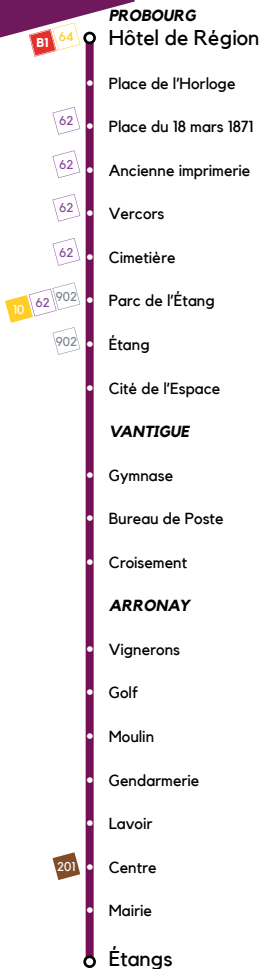 PROBOURG
B1 64 Hôtel de Région
Place de l'Horloge
62 Place du 18 mars 1871
62 Ancienne imprimerie
62 Vercors
62 Cimetière
10 62 902 Parc de l'Étang
902 Étang
Cité de l'Espace
VANTIGUE
Gymnase
Bureau de Poste
Croisement
ARRONAY
Vignerons
Golf
Moulin
Gendarmerie
Lavoir
201 Centre
Mairie
Étangs